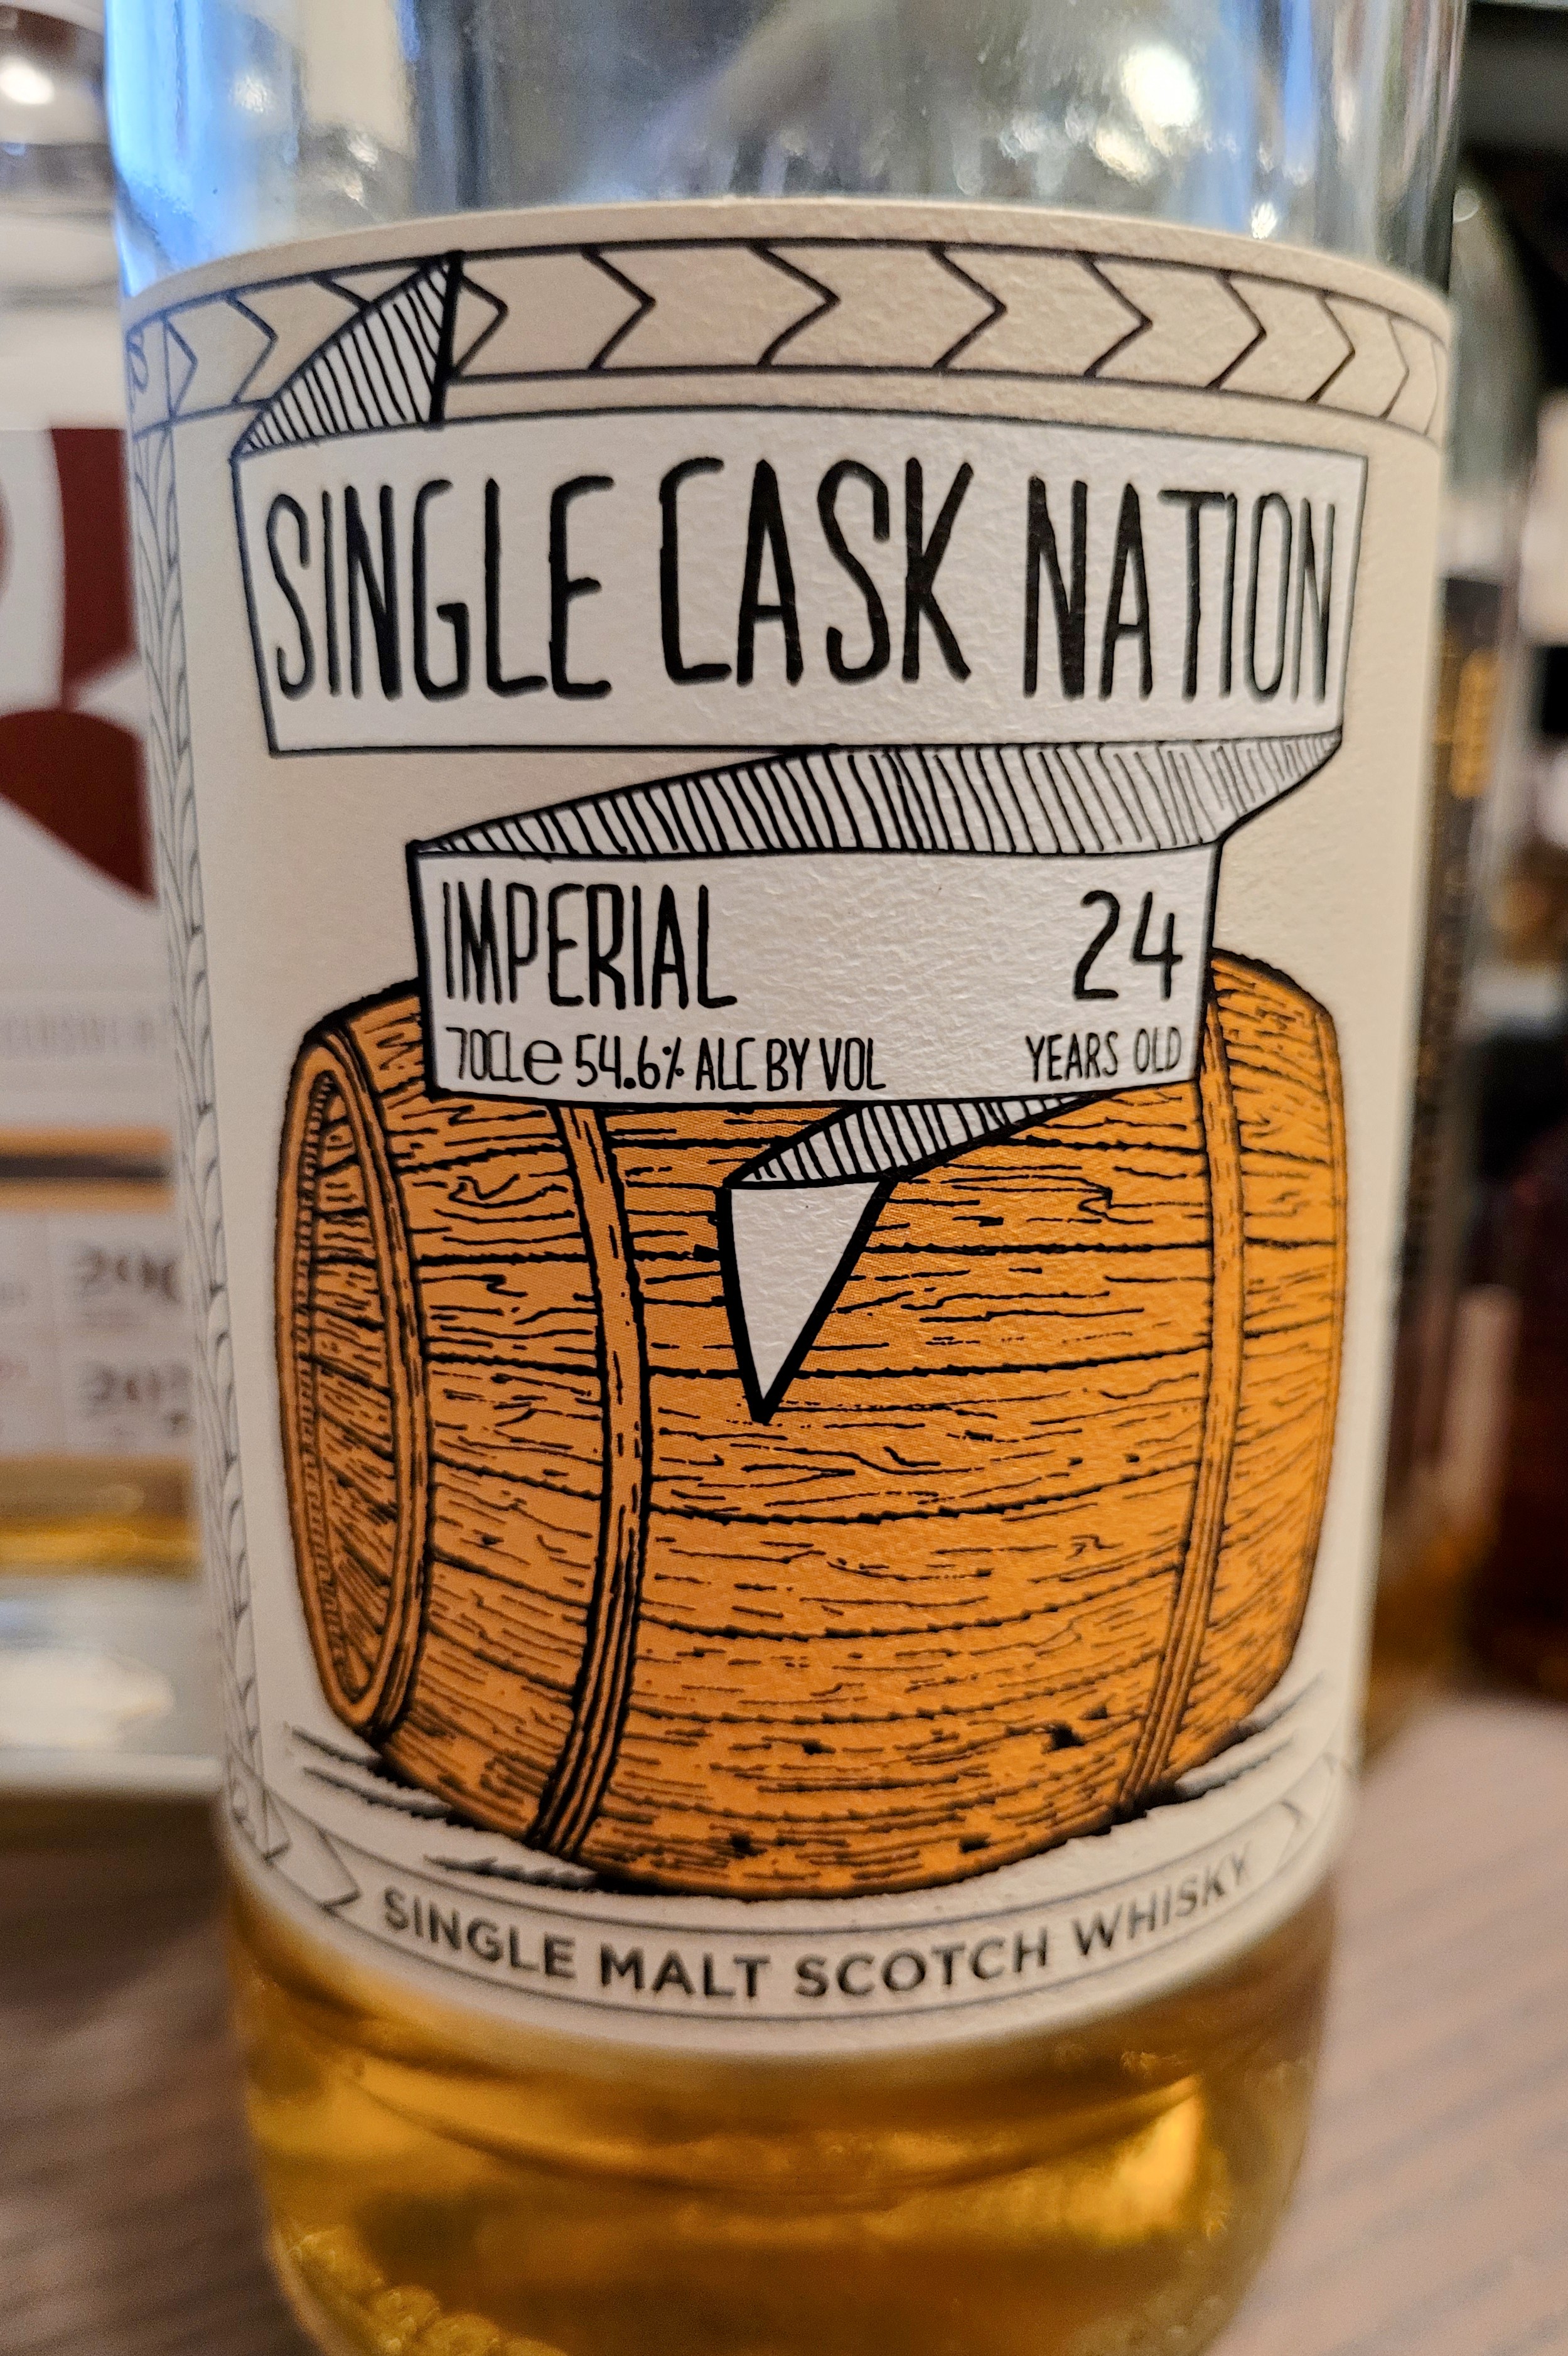 SINGLE CASK NATION
IMPERIAL 24
70CLe 54.6% ALC BY VOL YEARS OLD
SINGLE MALT SCOTCH WHISKY